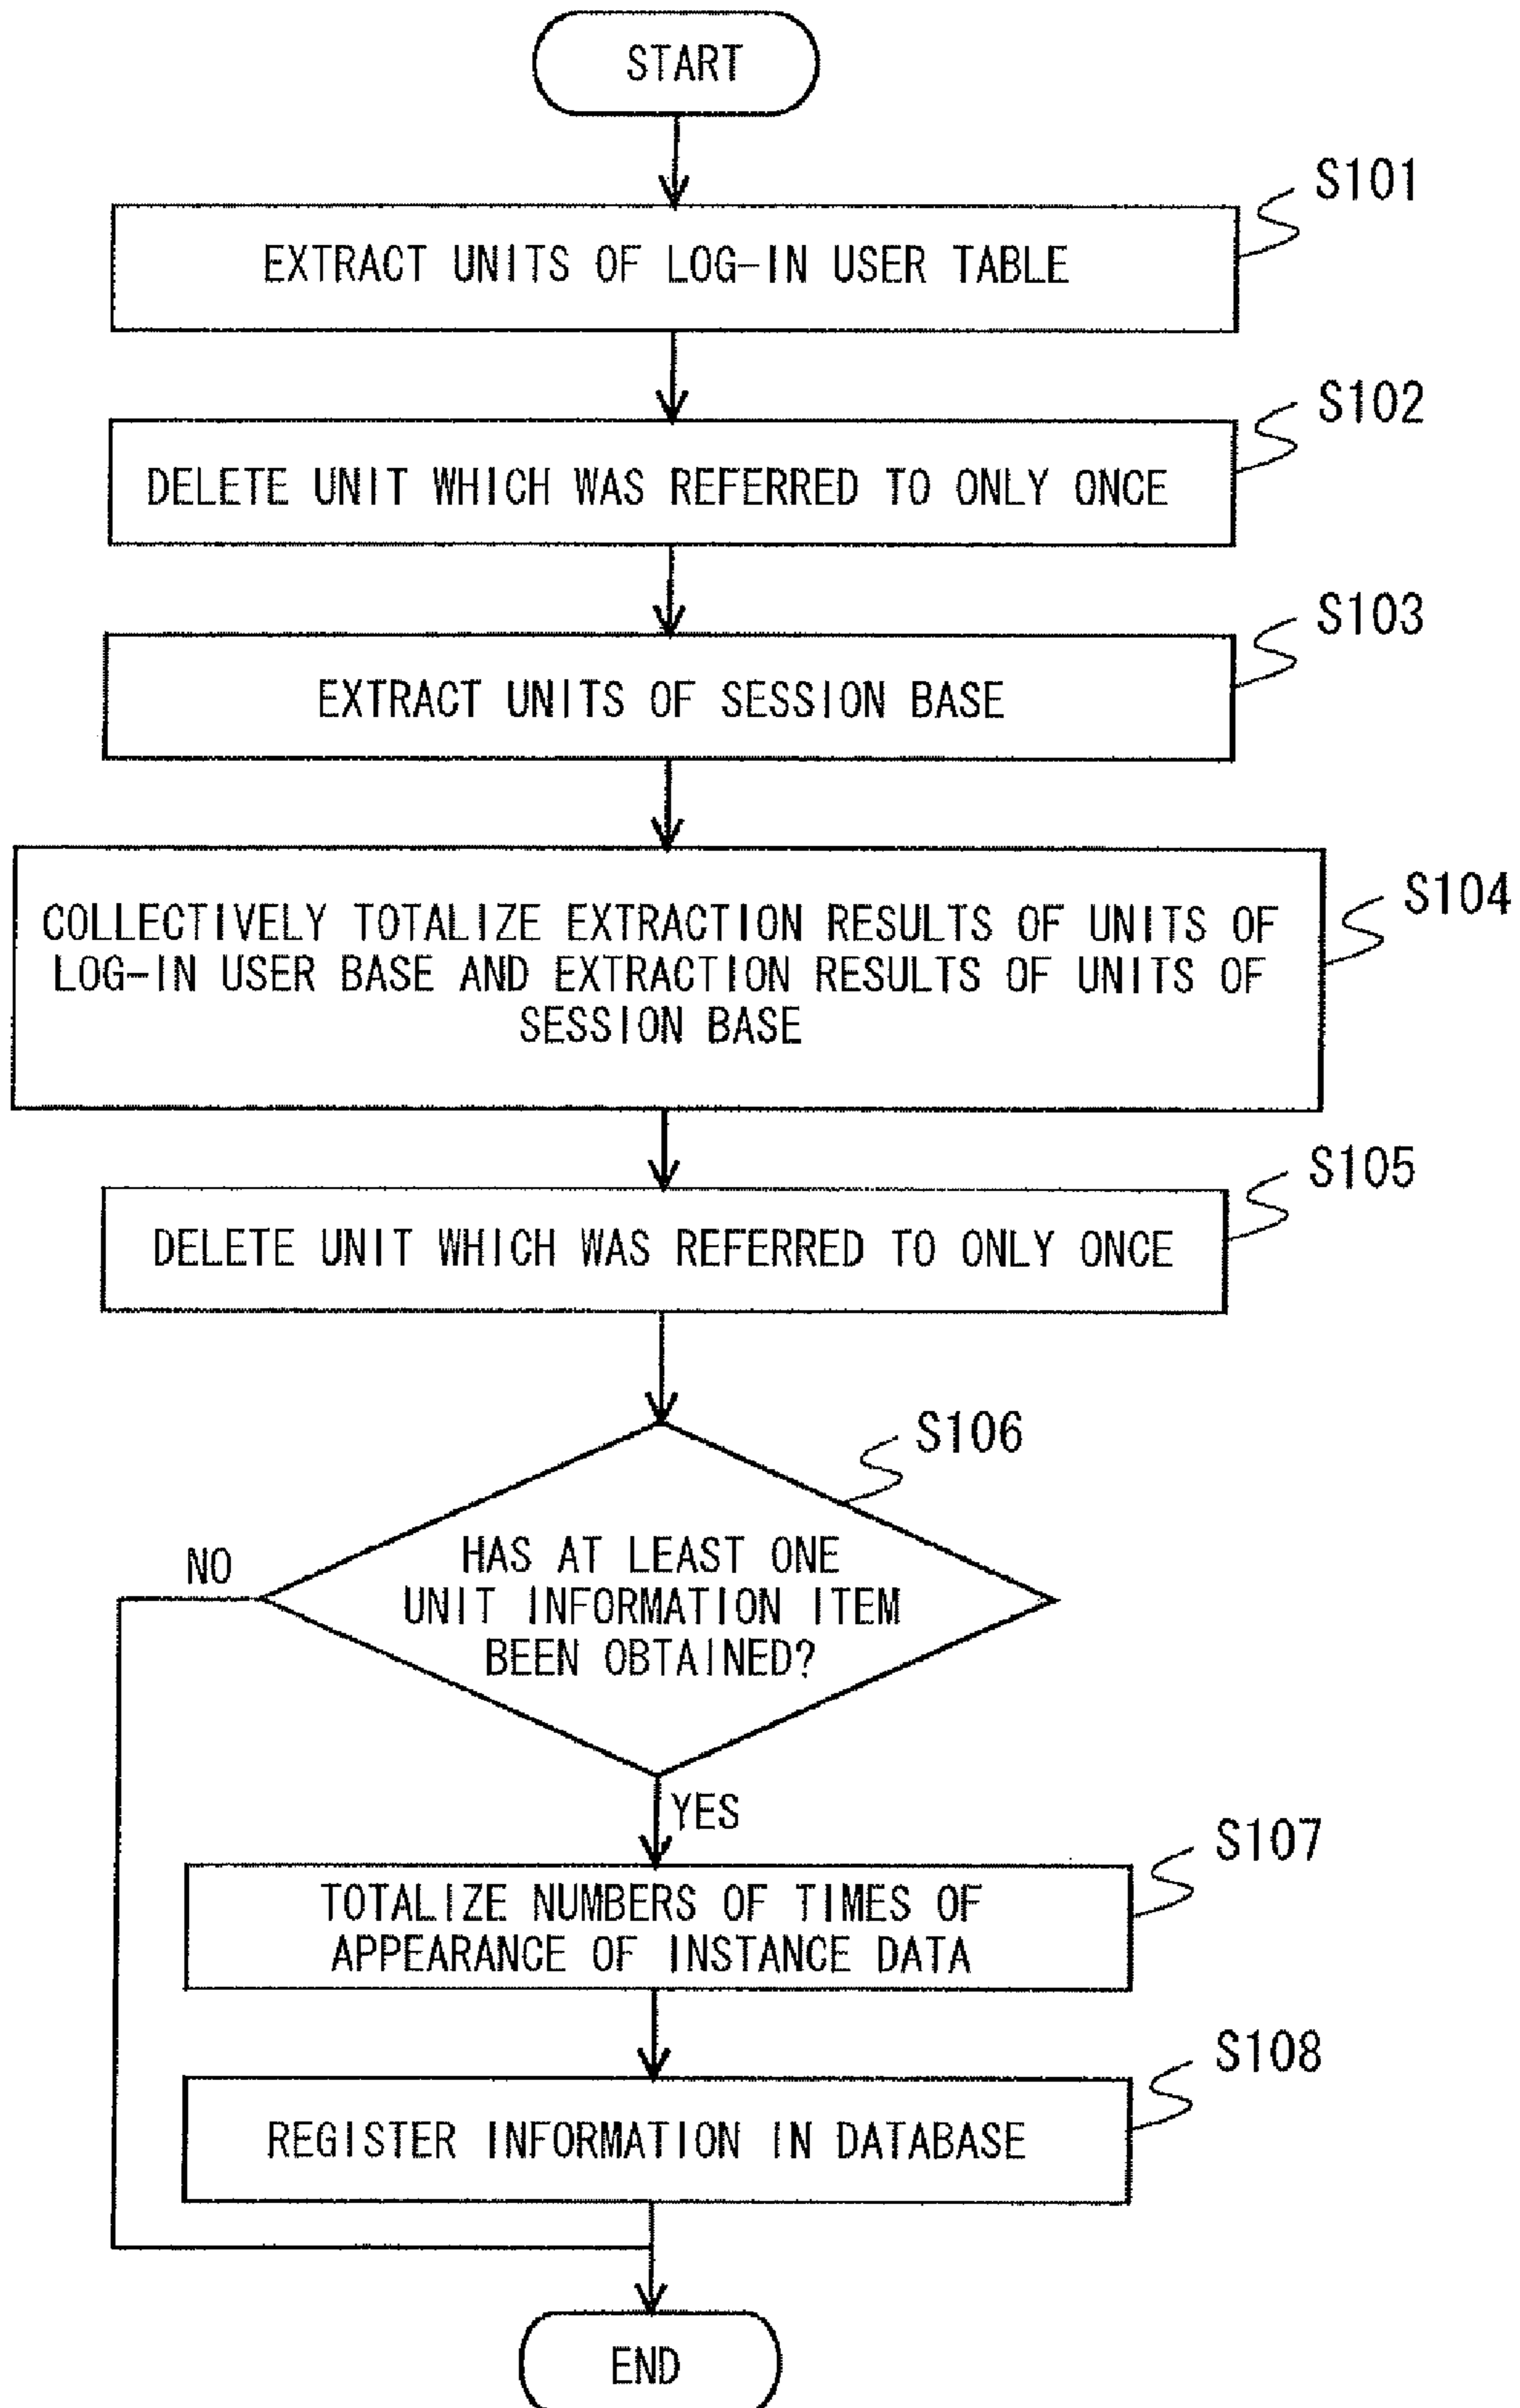 START
S101
EXTRACT UNITS OF LOG-IN USER TABLE
S102
DELETE UNIT WHICH WAS REFERRED TO ONLY ONCE
S103
EXTRACT UNITS OF SESSION BASE
S104
COLLECTIVELY TOTALIZE EXTRACTION RESULTS OF UNITS OF
LOG-IN USER BASE AND EXTRACTION RESULTS OF UNITS OF
SESSION BASE
S105
DELETE UNIT WHICH WAS REFERRED TO ONLY ONCE
S106
HAS AT LEAST ONE
UNIT INFORMATION ITEM
BEEN OBTAINED?
NO
YES
S107
TOTALIZE NUMBERS OF TIMES OF
APPEARANCE OF INSTANCE DATA
S108
REGISTER INFORMATION IN DATABASE
END